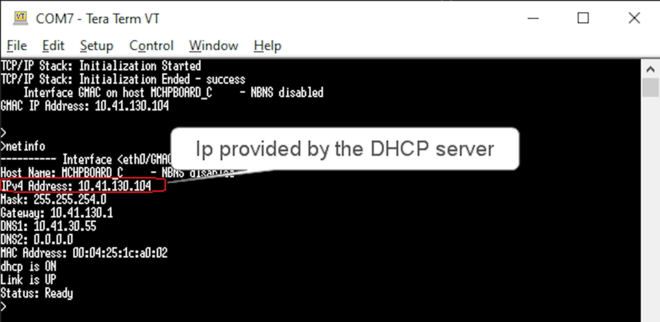 COM7 - Tera Term VT
File Edit Setup Control Window Help
TCP/IP Stack: Initialization Started
TCP/IP Stack: Initialization Ended - success
Interface GMAC on host MCHPBOARD_C - NBNS disabled
GMAC IP Address: 10.41.130.104
>
>netinfo
---------- Interface <eth0/GMAC
Ip provided by the DHCP server
Host Name: MCHPBOARD_C - NBNS disabled
IPv4 Address: 10.41.130.104
Mask: 255.255.254.0
Gateway: 10.41.130.1
DNS1: 10.41.30.55
DNS2: 0.0.0.0
MAC Address: 00:04:25:1c:a0:02
dhcp is ON
Link is UP
Status: Ready
>